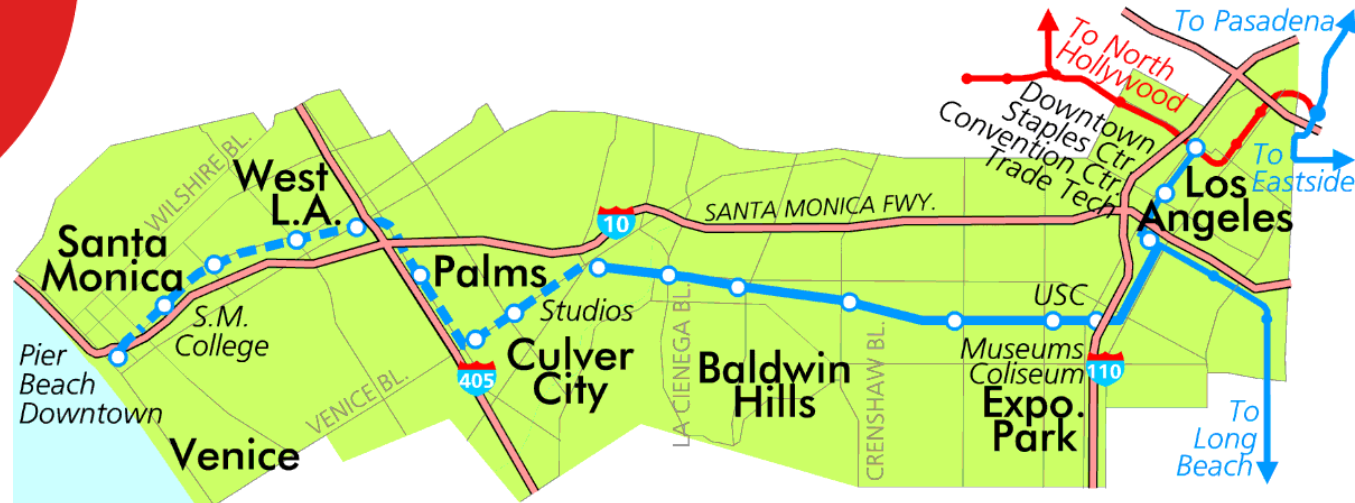 To Pasadena
To North
Hollywood
Downtown
Staples Ctr.
Convention Ctr.
Trade Tech
To
Eastside
Los
Angeles
WILSHIRE BL.
West
L.A.
Santa
Monica
10
SANTA MONICA FWY.
Palms
Studios
S.M.
College
Pier
Beach
Downtown
Culver
City
405
VENICE BL.
Venice
LA CIENEGA BL.
Baldwin
Hills
CRENSHAW BL.
USC
Museums
Coliseum
110
Expo.
Park
To
Long
Beach